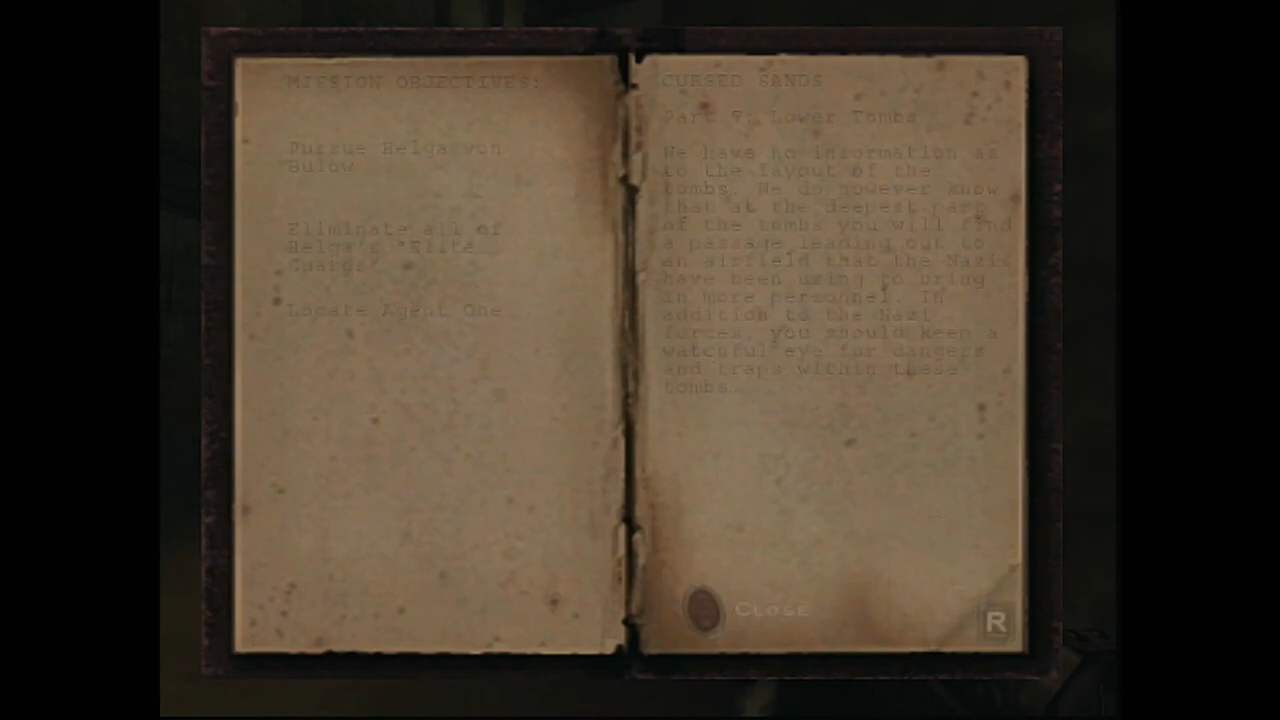 MISSION OBJECTIVES:
Pursue Helga von
Bulow
Eliminate all of
Helga's "Elite
Guards"
Locate Agent One
CURSED SANDS
Part 9: Lower Tombs
We have no information as
to the layout of the
tombs. We do however know
that at the deepest part
of the tombs you will find
a passage leading out to
an airfield that the Nazis
have been using to bring
in more personnel. In
addition to the Nazi
forces, you should keep a
watchful eye for dangers
and traps within these
tombs.
CLOSE
R